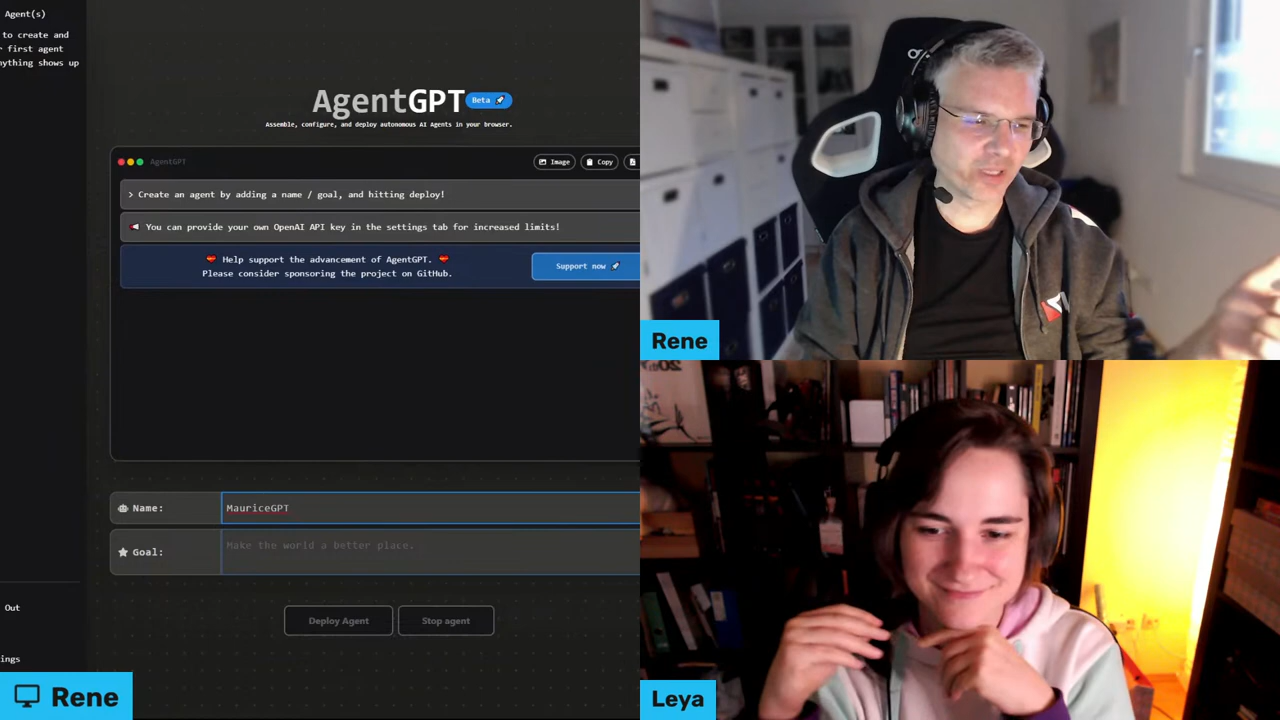 Agent(s)
to create and
r first agent
nything shows up
AgentGPT
Beta
Assemble, configure, and deploy autonomous AI Agents in your browser.
AgentGPT
Image
Copy
> Create an agent by adding a name / goal, and hitting deploy!
You can provide your own OpenAI API key in the settings tab for increased limits!
Help support the advancement of AgentGPT.
Please consider sponsoring the project on GitHub.
Support now
Name:
MauriceGPT
Goal:
Make the world a better place.
Deploy Agent
Stop agent
Out
ings
Rene
Rene
Leya